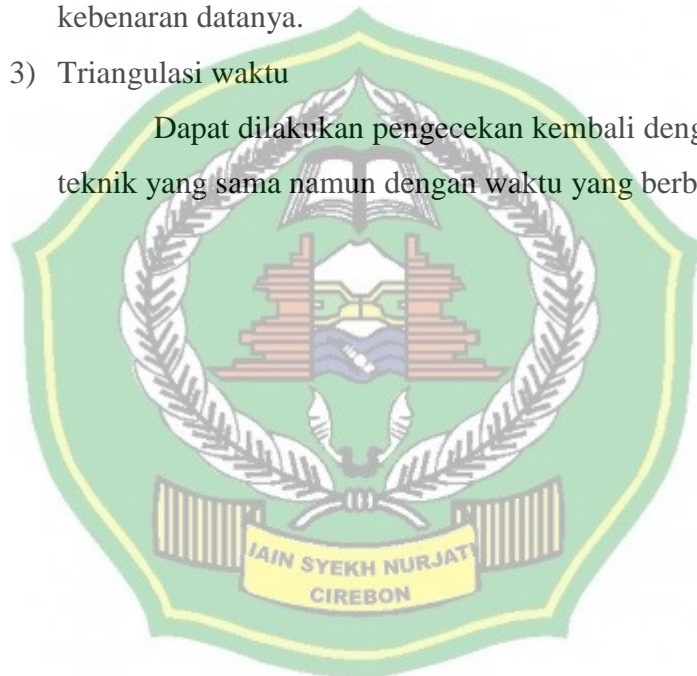 kebenaran datanya.
3) Triangulasi waktu
Dapat dilakukan pengecekan kembali deng
teknik yang sama namun dengan waktu yang berb
IAIN SYEKH NURJATI
CIREBON